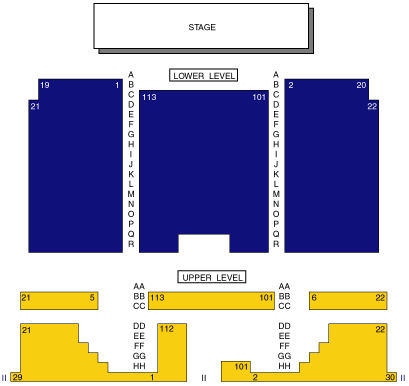 STAGE
LOWER LEVEL
A A
B B
19 1 2 20
C C
113 101
D D
21 22
E E
F F
G G
H H
I I
J J
K K
L L
M M
N N
O O
P P
Q Q
R R
UPPER LEVEL
AA AA
21 5 BB 113 101 BB 6 22
CC CC
21 DD 112 DD 22
EE EE
FF FF
GG GG
HH 101 HH
II 29 1 II 2 30 II